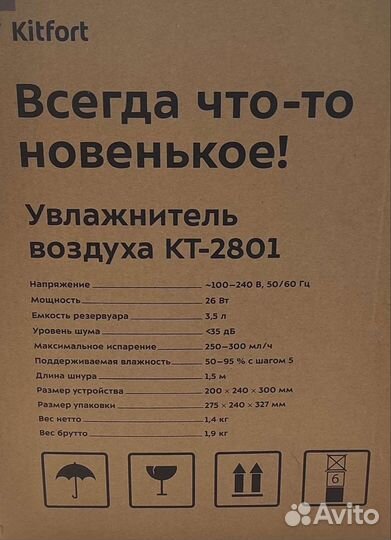 Kitfort
Всегда что-то
новенькое!
Увлажнитель
воздуха КТ-2801
Напряжение ~100–240 В, 50/60 Гц
Мощность 26 Вт
Емкость резервуара 3,5 л
Уровень шума <35 дБ
Максимальное испарение 250–300 мл/ч
Поддерживаемая влажность 50–95 % с шагом 5
Длина шнура 1,5 м
Размер устройства 200 × 240 × 300 мм
Размер упаковки 275 × 240 × 327 мм
Вес нетто 1,4 кг
Вес брутто 1,9 кг
6
Avito